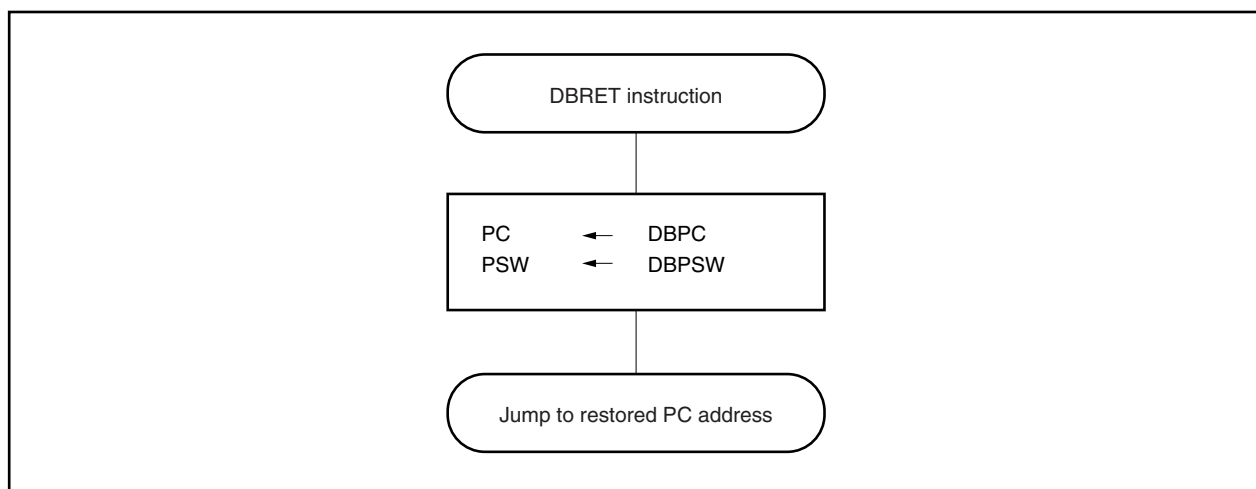 DBRET instruction
PC ← DBPC
PSW ← DBPSW
Jump to restored PC address